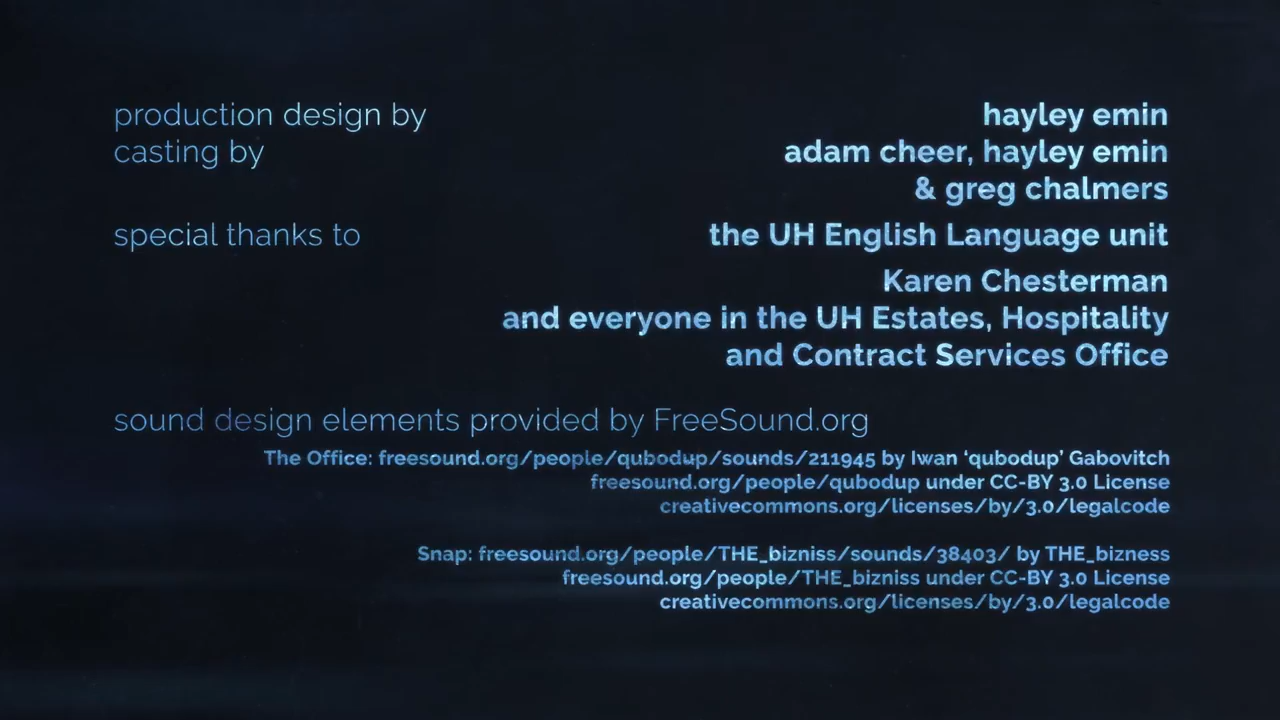 production design by hayley emin
casting by adam cheer, hayley emin
& greg chalmers
special thanks to the UH English Language unit
Karen Chesterman
and everyone in the UH Estates, Hospitality
and Contract Services Office
sound design elements provided by FreeSound.org
The Office: freesound.org/people/qubodup/sounds/211945 by Iwan ‘qubodup’ Gabovitch
freesound.org/people/qubodup under CC-BY 3.0 License
creativecommons.org/licenses/by/3.0/legalcode
Snap: freesound.org/people/THE_bizniss/sounds/38403/ by THE_bizness
freesound.org/people/THE_bizniss under CC-BY 3.0 License
creativecommons.org/licenses/by/3.0/legalcode